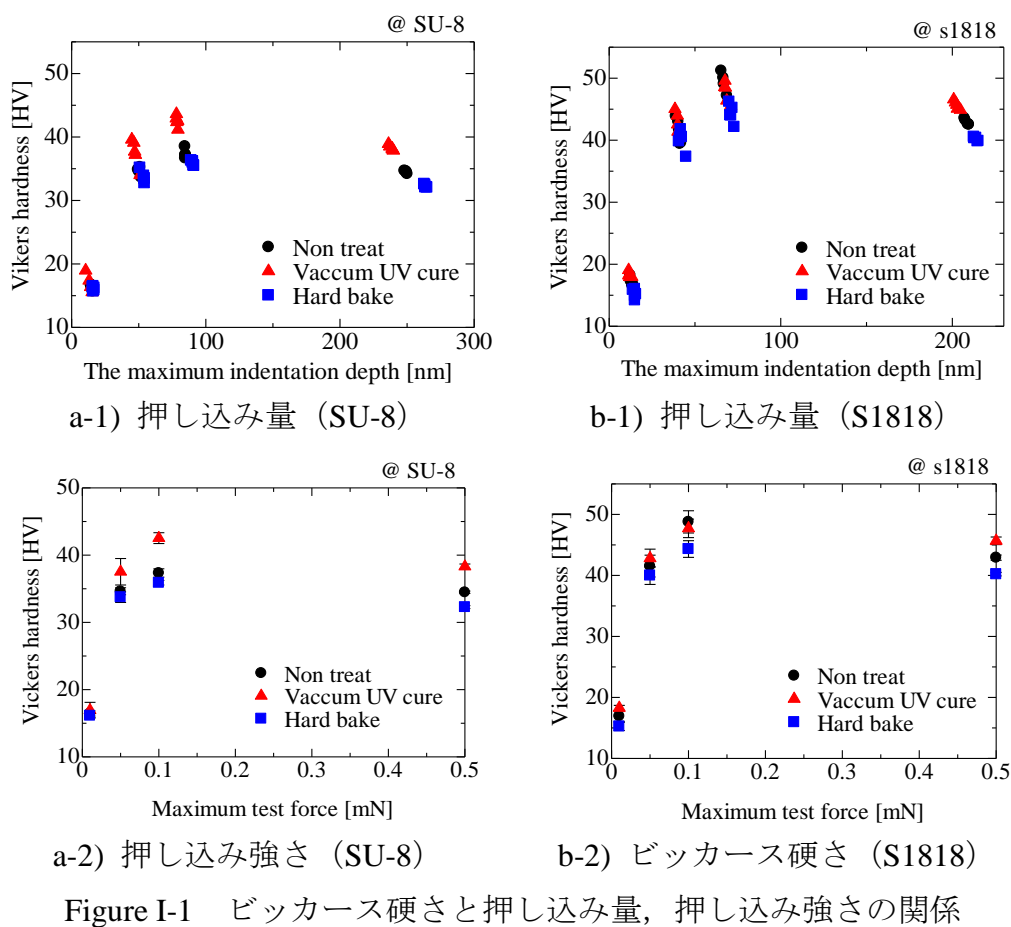 @ SU-8
Vikers hardness [HV]
50
40
30
20
10
Non treat
Vaccum UV cure
Hard bake
0
100
200
300
The maximum indentation depth [nm]
a-1) 押し込み量（SU-8）
@ s1818
Vikers hardness [HV]
50
40
30
20
10
Non treat
Vaccum UV cure
Hard bake
0
100
200
The maximum indentation depth [nm]
b-1) 押し込み量（S1818）
@ SU-8
Vickers hardness [HV]
50
40
30
20
10
Non treat
Vaccum UV cure
Hard bake
0
0.1
0.2
0.3
0.4
0.5
Maximum test force [mN]
a-2) 押し込み強さ（SU-8）
@ s1818
Vickers hardness [HV]
50
40
30
20
10
Non treat
Vaccum UV cure
Hard bake
0
0.1
0.2
0.3
0.4
0.5
Maximum test force [mN]
b-2) ビッカース硬さ（S1818）
Figure I-1 ビッカース硬さと押し込み量，押し込み強さの関係